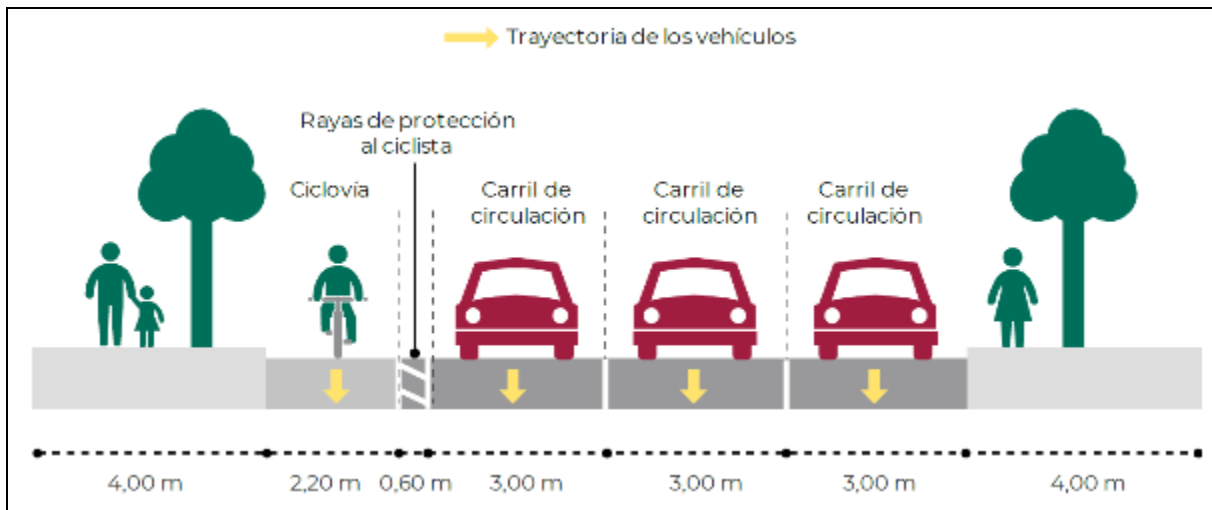 Trayectoria de los vehículos
Rayas de protección
al ciclista
Ciclovía
Carril de
circulación
Carril de
circulación
Carril de
circulación
4,00 m
2,20 m
0,60 m
3,00 m
3,00 m
3,00 m
4,00 m